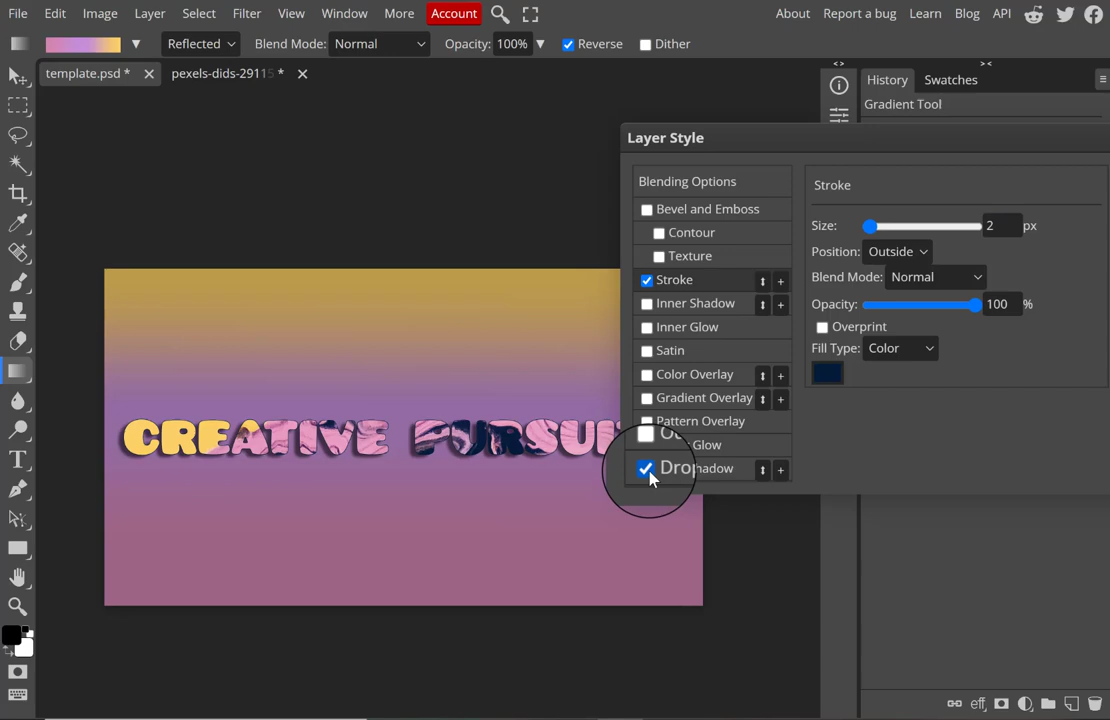 File Edit Image Layer Select Filter View Window More Account About Report a bug Learn Blog API
Reflected Blend Mode: Normal Opacity: 100% Reverse Dither
template.psd * pexels-dids-29115 *
History Swatches
Gradient Tool
Layer Style
Blending Options
Bevel and Emboss
Contour
Texture
Stroke
Inner Shadow
Inner Glow
Satin
Color Overlay
Gradient Overlay
Pattern Overlay
Glow
Drop hadow
Stroke
Size: 2 px
Position: Outside
Blend Mode: Normal
Opacity: 100 %
Overprint
Fill Type: Color
CREATIVE PURSUI
eff